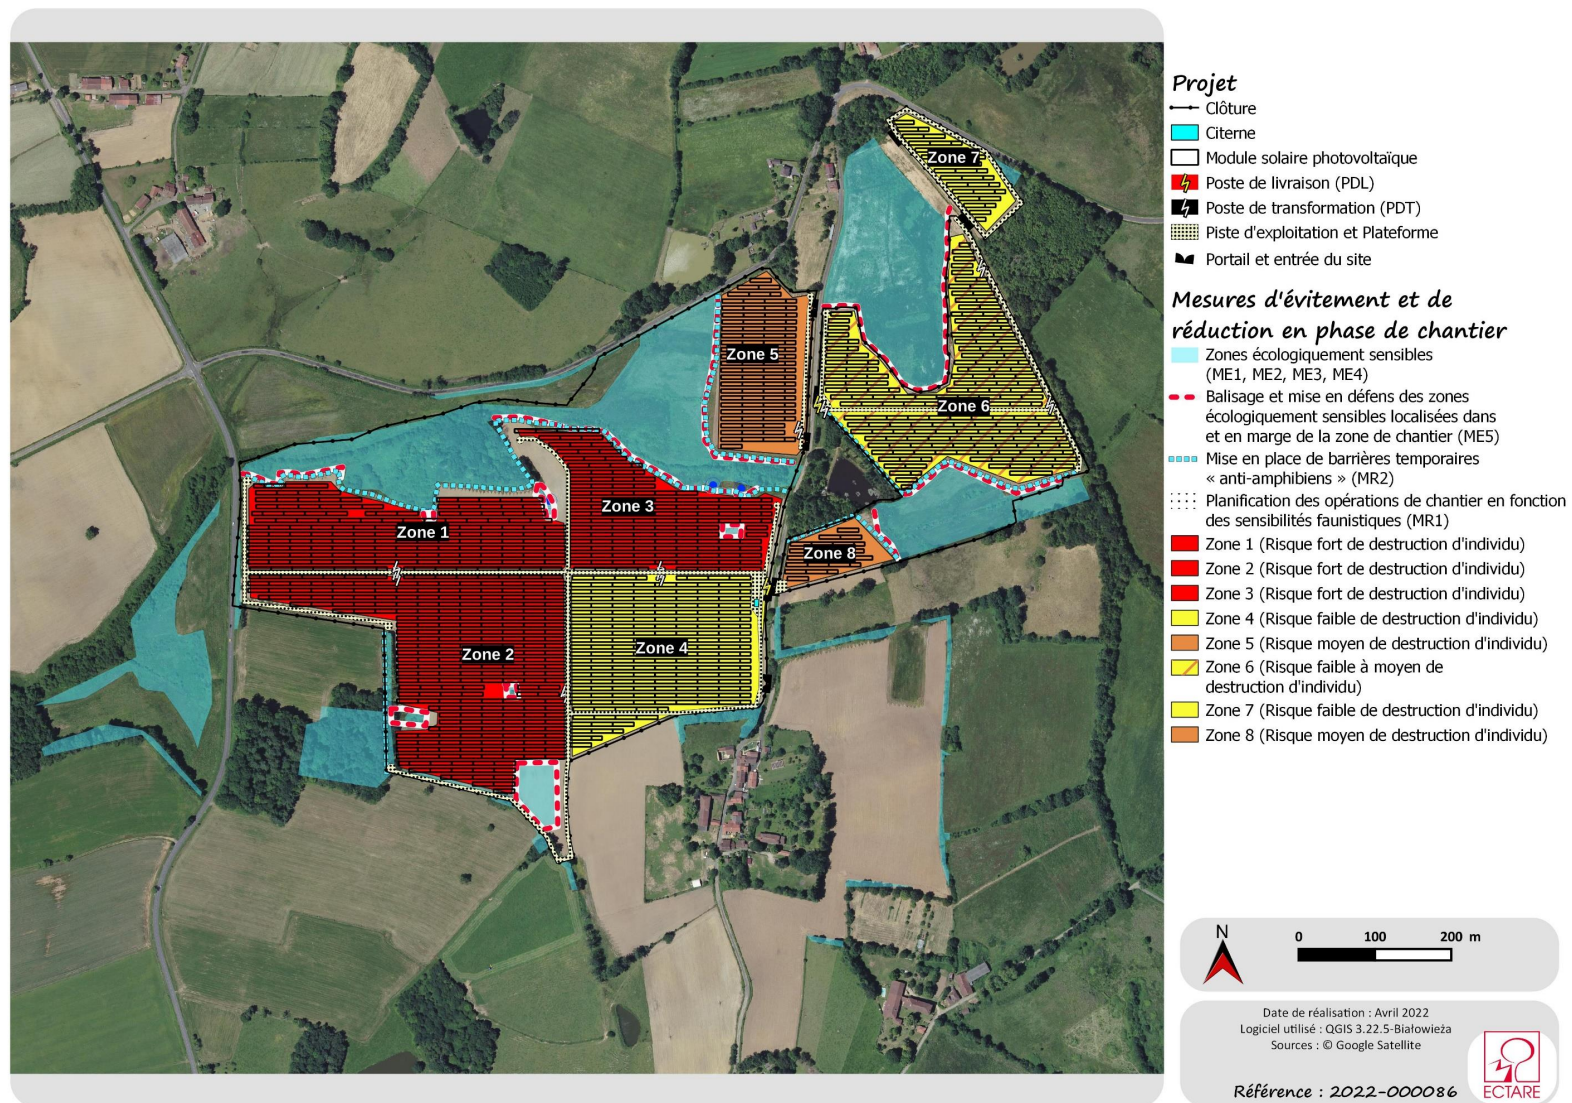 Zone 7
Zone 5
Zone 6
Zone 3
Zone 1
Zone 8
Zone 4
Zone 2
Projet
Clôture
Citerne
Module solaire photovoltaïque
Poste de livraison (PDL)
Poste de transformation (PDT)
Piste d'exploitation et Plateforme
Portail et entrée du site
Mesures d'évitement et de
réduction en phase de chantier
Zones écologiquement sensibles
(ME1, ME2, ME3, ME4)
Balisage et mise en défens des zones
écologiquement sensibles localisées dans
et en marge de la zone de chantier (ME5)
Mise en place de barrières temporaires
« anti-amphibiens » (MR2)
Planification des opérations de chantier en fonction
des sensibilités faunistiques (MR1)
Zone 1 (Risque fort de destruction d'individu)
Zone 2 (Risque fort de destruction d'individu)
Zone 3 (Risque fort de destruction d'individu)
Zone 4 (Risque faible de destruction d'individu)
Zone 5 (Risque moyen de destruction d'individu)
Zone 6 (Risque faible à moyen de
destruction d'individu)
Zone 7 (Risque faible de destruction d'individu)
Zone 8 (Risque moyen de destruction d'individu)
N
0 100 200 m
Date de réalisation : Avril 2022
Logiciel utilisé : QGIS 3.22.5-Białowieża
Sources : © Google Satellite
Référence : 2022-000086
ECTARE